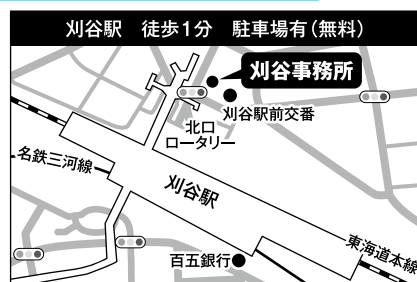 刈谷駅 徒歩1分 駐車場有(無料)
刈谷事務所
刈谷駅前交番
北口
ロータリー
名鉄三河線
刈谷駅
東海道本線
百五銀行